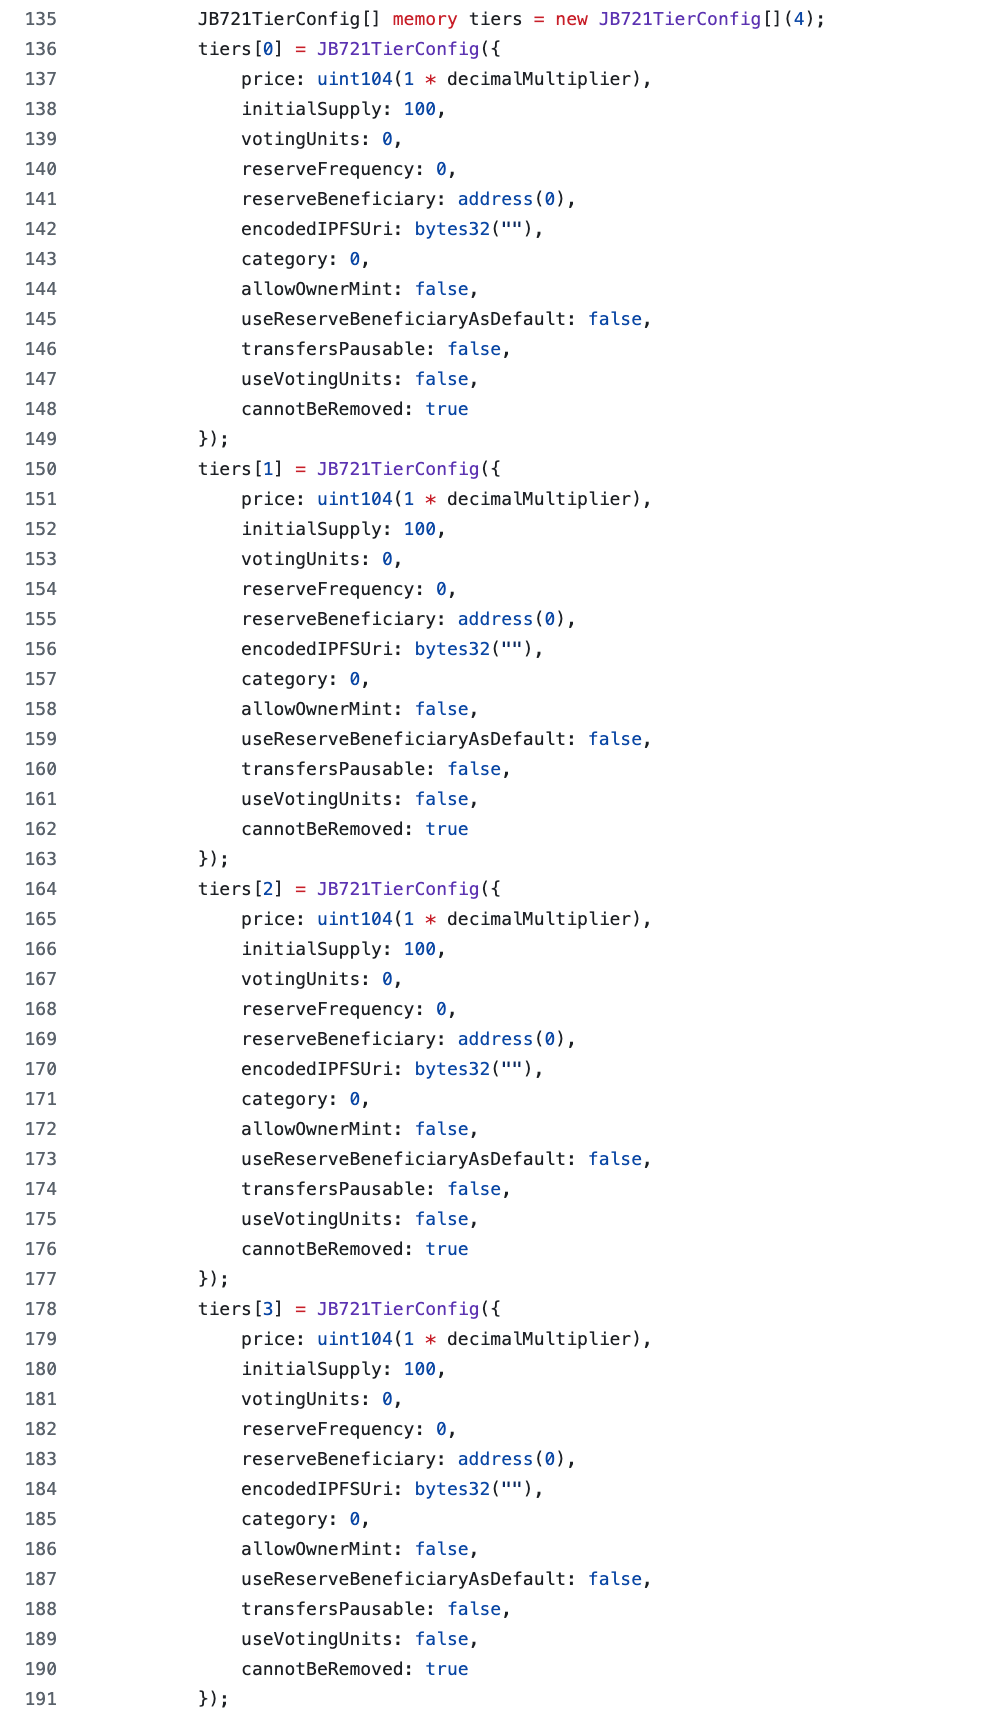 135 JB721TierConfig[] memory tiers = new JB721TierConfig[](4);
136 tiers[0] = JB721TierConfig({
137 price: uint104(1 * decimalMultiplier),
138 initialSupply: 100,
139 votingUnits: 0,
140 reserveFrequency: 0,
141 reserveBeneficiary: address(0),
142 encodedIPFSUri: bytes32(""),
143 category: 0,
144 allowOwnerMint: false,
145 useReserveBeneficiaryAsDefault: false,
146 transfersPausable: false,
147 useVotingUnits: false,
148 cannotBeRemoved: true
149 });
150 tiers[1] = JB721TierConfig({
151 price: uint104(1 * decimalMultiplier),
152 initialSupply: 100,
153 votingUnits: 0,
154 reserveFrequency: 0,
155 reserveBeneficiary: address(0),
156 encodedIPFSUri: bytes32(""),
157 category: 0,
158 allowOwnerMint: false,
159 useReserveBeneficiaryAsDefault: false,
160 transfersPausable: false,
161 useVotingUnits: false,
162 cannotBeRemoved: true
163 });
164 tiers[2] = JB721TierConfig({
165 price: uint104(1 * decimalMultiplier),
166 initialSupply: 100,
167 votingUnits: 0,
168 reserveFrequency: 0,
169 reserveBeneficiary: address(0),
170 encodedIPFSUri: bytes32(""),
171 category: 0,
172 allowOwnerMint: false,
173 useReserveBeneficiaryAsDefault: false,
174 transfersPausable: false,
175 useVotingUnits: false,
176 cannotBeRemoved: true
177 });
178 tiers[3] = JB721TierConfig({
179 price: uint104(1 * decimalMultiplier),
180 initialSupply: 100,
181 votingUnits: 0,
182 reserveFrequency: 0,
183 reserveBeneficiary: address(0),
184 encodedIPFSUri: bytes32(""),
185 category: 0,
186 allowOwnerMint: false,
187 useReserveBeneficiaryAsDefault: false,
188 transfersPausable: false,
189 useVotingUnits: false,
190 cannotBeRemoved: true
191 });